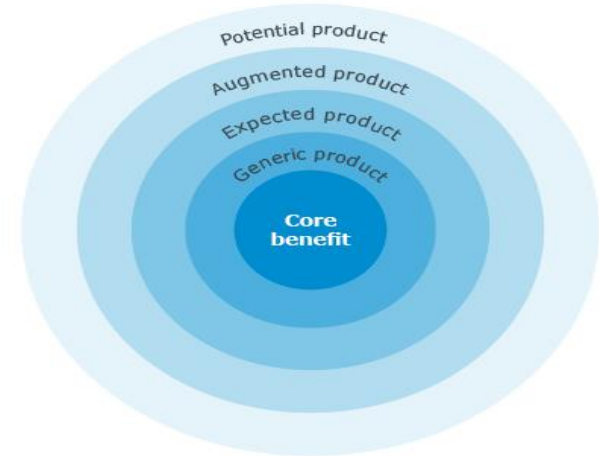 Potential product
Augmented product
Expected product
Generic product
Core
benefit